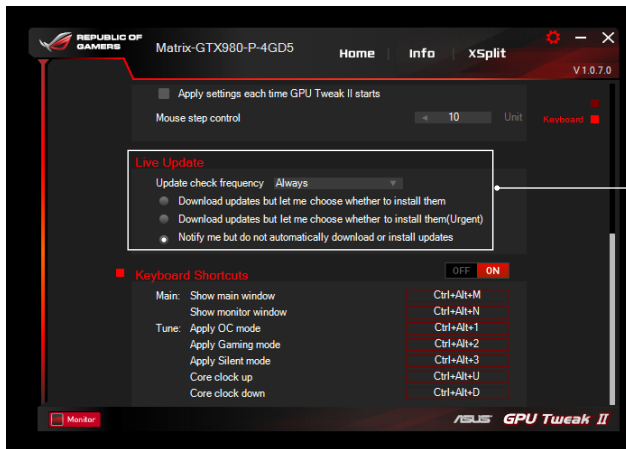 REPUBLIC OF
GAMERS
Matrix-GTX980-P-4GD5
Home Info XSplit
V 1.0.7.0
Apply settings each time GPU Tweak II starts
Mouse step control 10 Unit
Keyboard
Live Update
Update check frequency Always
Download updates but let me choose whether to install them
Download updates but let me choose whether to install them(Urgent)
Notify me but do not automatically download or install updates
Keyboard Shortcuts OFF ON
Main: Show main window Ctrl+Alt+M
Show monitor window Ctrl+Alt+N
Tune: Apply OC mode Ctrl+Alt+1
Apply Gaming mode Ctrl+Alt+2
Apply Silent mode Ctrl+Alt+3
Core clock up Ctrl+Alt+U
Core clock down Ctrl+Alt+D
Monitor ASUS GPU Tweak II